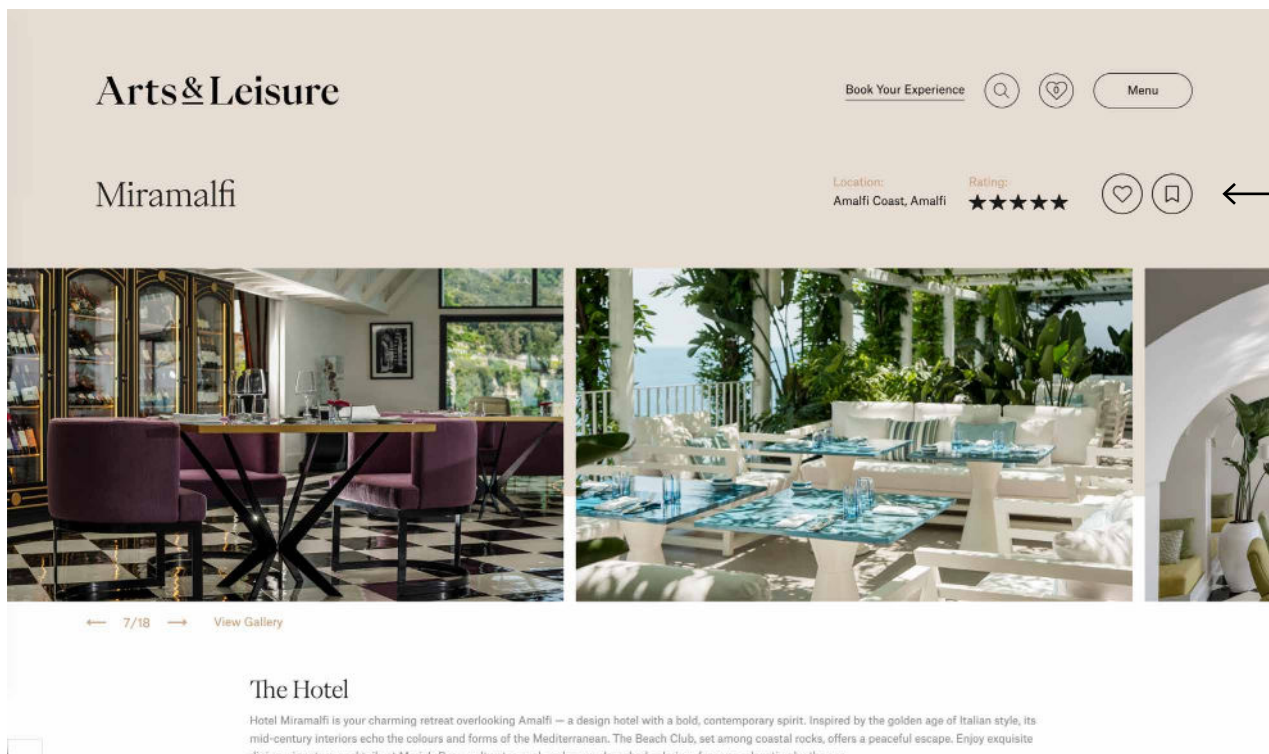 Arts&Leisure
Book Your Experience
0
Menu
Miramalfi
Location:
Amalfi Coast, Amalfi
Rating:
7/18
View Gallery
The Hotel
Hotel Miramalfi is your charming retreat overlooking Amalfi — a design hotel with a bold, contemporary spirit. Inspired by the golden age of Italian style, its
mid-century interiors echo the colours and forms of the Mediterranean. The Beach Club, set among coastal rocks, offers a peaceful escape. Enjoy exquisite